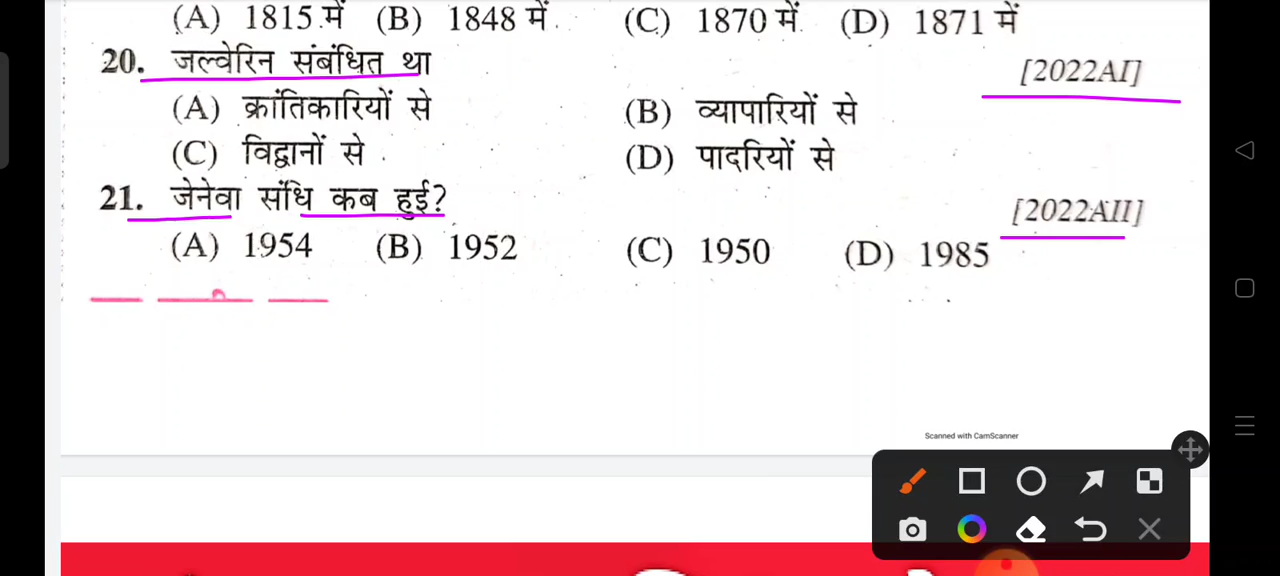 (A) 1815 में (B) 1848 में (C) 1870 में (D) 1871 में
20. जल्वेरिन संबंधित था [2022AI]
(A) क्रांतिकारियों से (B) व्यापारियों से
(C) विद्वानों से (D) पादरियों से
21. जेनेवा संधि कब हुई? [2022AII]
(A) 1954 (B) 1952 (C) 1950 (D) 1985
Scanned with CamScanner